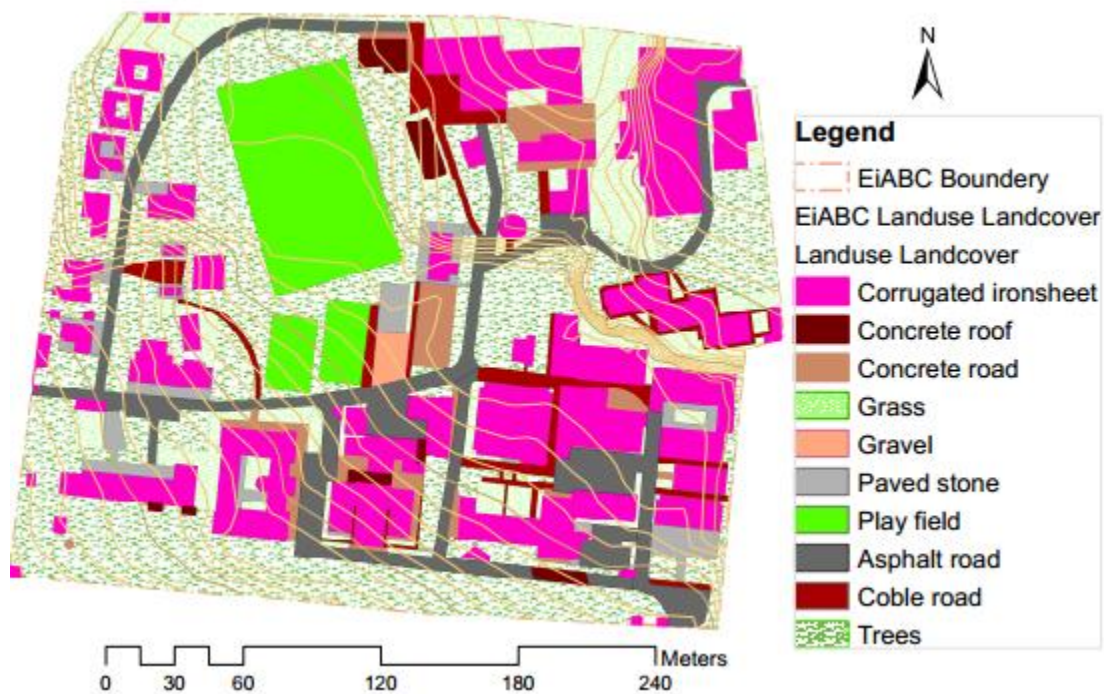 N
Legend
EiABC Boundery
EiABC Landuse Landcover
Landuse Landcover
Corrugated ironsheet
Concrete roof
Concrete road
Grass
Gravel
Paved stone
Play field
Asphalt road
Coble road
Trees
Meters
0 30 60 120 180 240